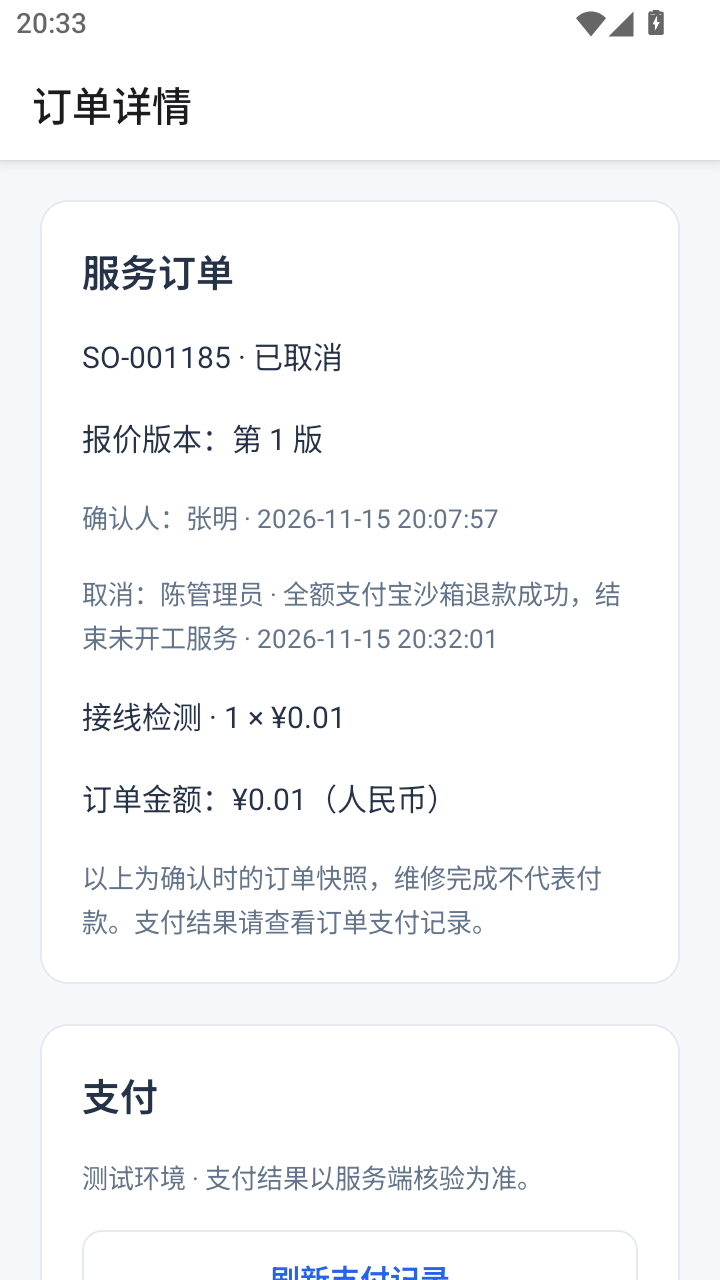 20:33
订单详情
服务订单
SO-001185 · 已取消
报价版本：第 1 版
确认人：张明 · 2026-11-15 20:07:57
取消：陈管理员 · 全额支付宝沙箱退款成功，结
束未开工服务 · 2026-11-15 20:32:01
接线检测 · 1 × ¥0.01
订单金额：¥0.01（人民币）
以上为确认时的订单快照，维修完成不代表付
款。支付结果请查看订单支付记录。
支付
测试环境 · 支付结果以服务端核验为准。
刷新支付记录